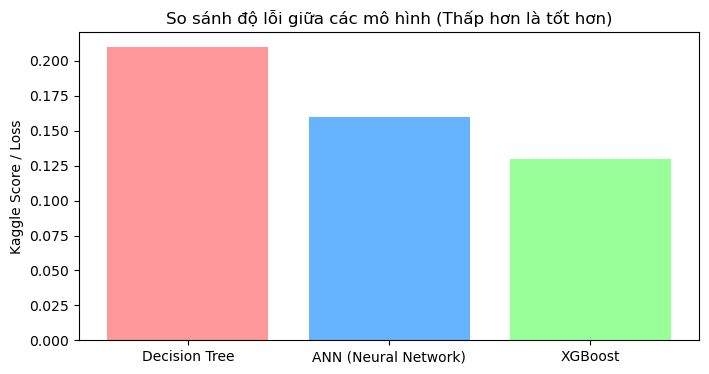 So sánh độ lỗi giữa các mô hình (Thấp hơn là tốt hơn)
Kaggle Score / Loss
0.200
0.175
0.150
0.125
0.100
0.075
0.050
0.025
0.000
Decision Tree
ANN (Neural Network)
XGBoost